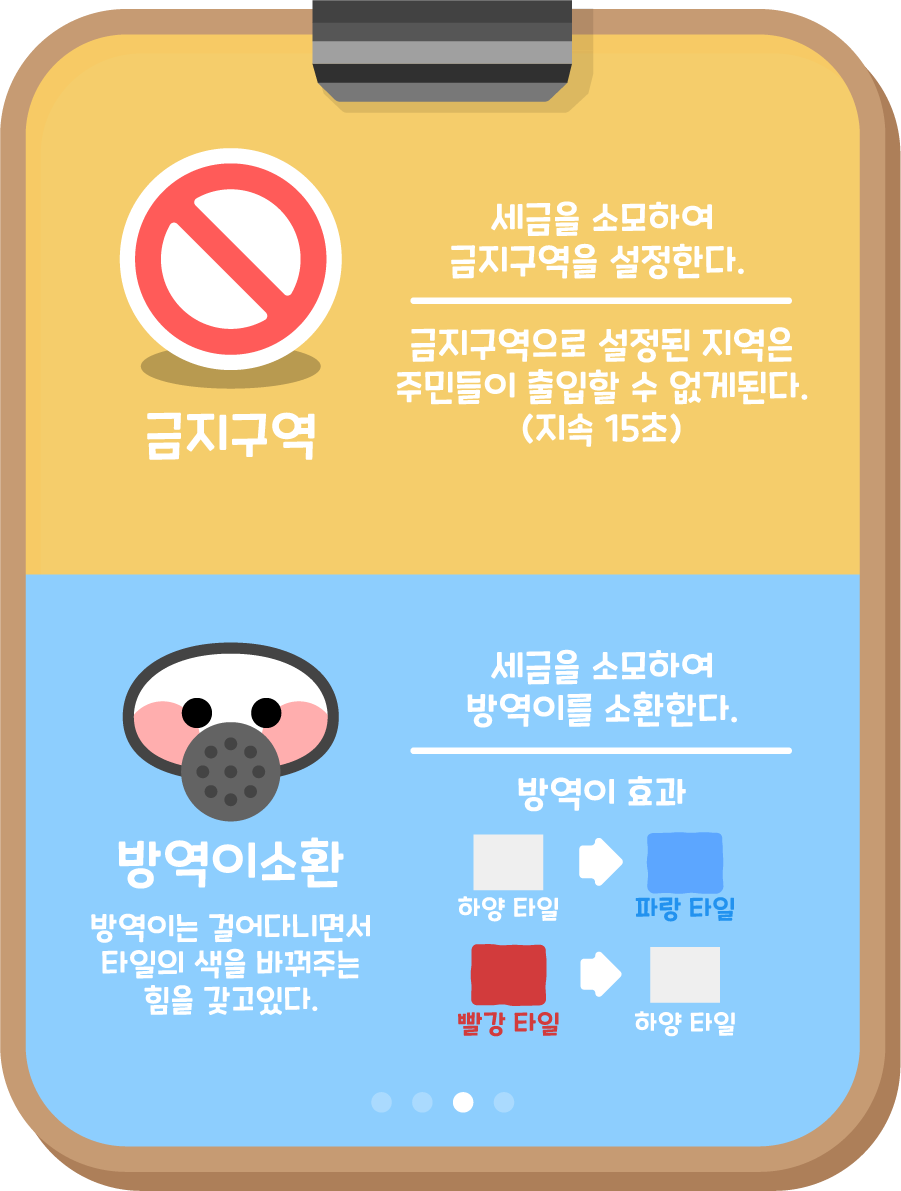 세금을 소모하여
금지구역을 설정한다.
금지구역으로 설정된 지역은
주민들이 출입할 수 없게된다.
(지속 15초)
금지구역
세금을 소모하여
방역이를 소환한다.
방역이 효과
방역이소환
하양 타일
파랑 타일
방역이는 걸어다니면서
타일의 색을 바꿔주는
힘을 갖고있다.
빨강 타일
하양 타일